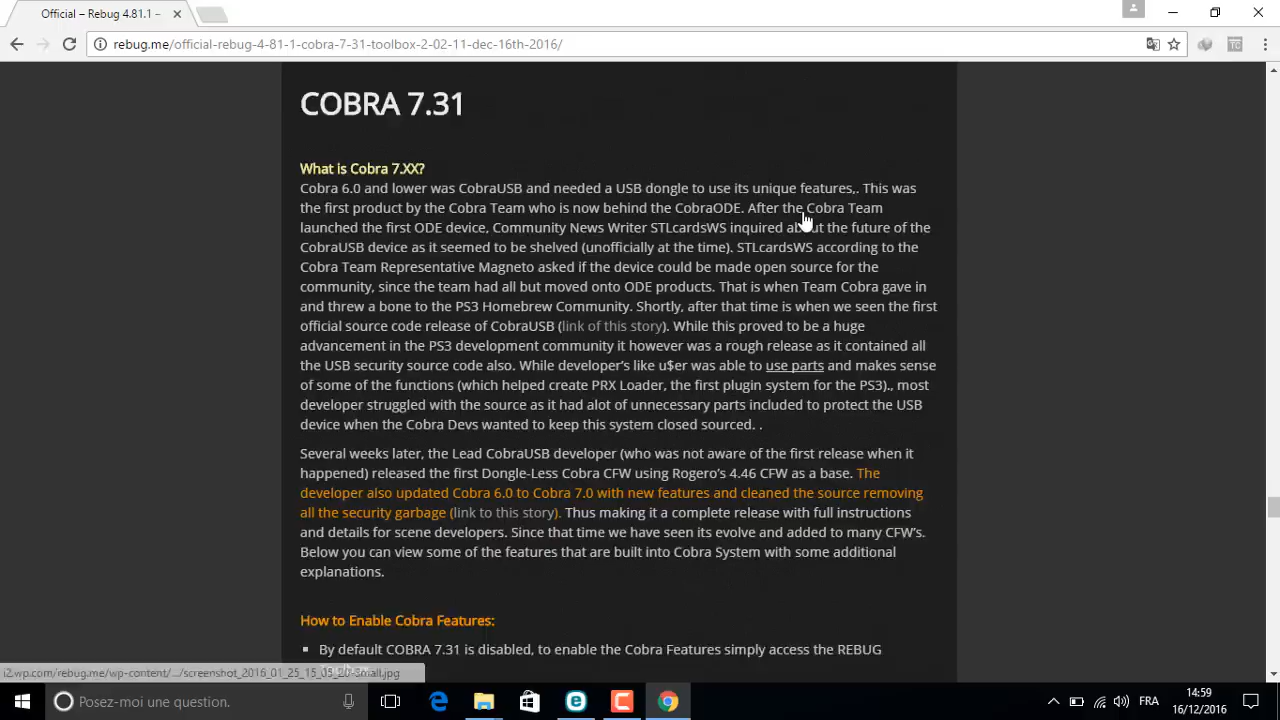 Official – Rebug 4.81.1 –
rebug.me/official-rebug-4-81-1-cobra-7-31-toolbox-2-02-11-dec-16th-2016/
TC
COBRA 7.31
What is Cobra 7.XX?
Cobra 6.0 and lower was CobraUSB and needed a USB dongle to use its unique features,. This was
the first product by the Cobra Team who is now behind the CobraODE. After the Cobra Team
launched the first ODE device, Community News Writer STLcardsWS inquired about the future of the
CobraUSB device as it seemed to be shelved (unofficially at the time). STLcardsWS according to the
Cobra Team Representative Magneto asked if the device could be made open source for the
community, since the team had all but moved onto ODE products. That is when Team Cobra gave in
and threw a bone to the PS3 Homebrew Community. Shortly, after that time is when we seen the first
official source code release of CobraUSB (link of this story). While this proved to be a huge
advancement in the PS3 development community it however was a rough release as it contained all
the USB security source code also. While developer's like u$er was able to use parts and makes sense
of some of the functions (which helped create PRX Loader, the first plugin system for the PS3)., most
developer struggled with the source as it had alot of unnecessary parts included to protect the USB
device when the Cobra Devs wanted to keep this system closed sourced. .
Several weeks later, the Lead CobraUSB developer (who was not aware of the first release when it
happened) released the first Dongle-Less Cobra CFW using Rogero's 4.46 CFW as a base. The
developer also updated Cobra 6.0 to Cobra 7.0 with new features and cleaned the source removing
all the security garbage (link to this story). Thus making it a complete release with full instructions
and details for scene developers. Since that time we have seen its evolve and added to many CFW's.
Below you can view some of the features that are built into Cobra System with some additional
explanations.
How to Enable Cobra Features:
▪ By default COBRA 7.31 is disabled, to enable the Cobra Features simply access the REBUG
i2.wp.com/rebug.me/wp-content/.../screenshot_2016_01_25_15_05_20-small.jpg
Posez-moi une question.
FRA
14:59
16/12/2016